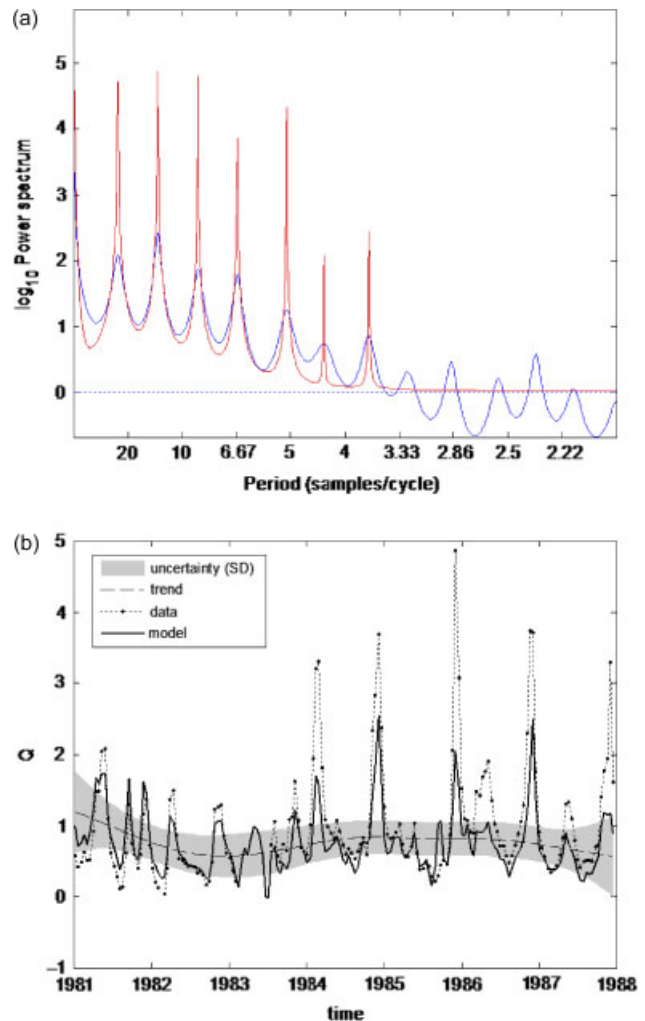 (a)
5
4
3
2
1
0
log10 Power spectrum
20 10 6.67 5 4 3.33 2.86 2.5 2.22
Period (samples/cycle)
(b)
5
4
3
2
1
0
−1
Q
uncertainty (SD)
trend
data
model
1981 1982 1983 1984 1985 1986 1987 1988
time